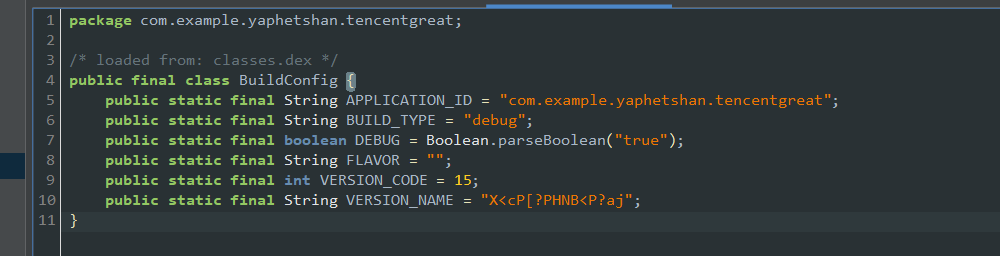 1 package com.example.yaphetshan.tencentgreat;
2
3 /* loaded from: classes.dex */
4 public final class BuildConfig {
5     public static final String APPLICATION_ID = "com.example.yaphetshan.tencentgreat";
6     public static final String BUILD_TYPE = "debug";
7     public static final boolean DEBUG = Boolean.parseBoolean("true");
8     public static final String FLAVOR = "";
9     public static final int VERSION_CODE = 15;
10     public static final String VERSION_NAME = "X<cP[?PHNB<P?aj";
11 }